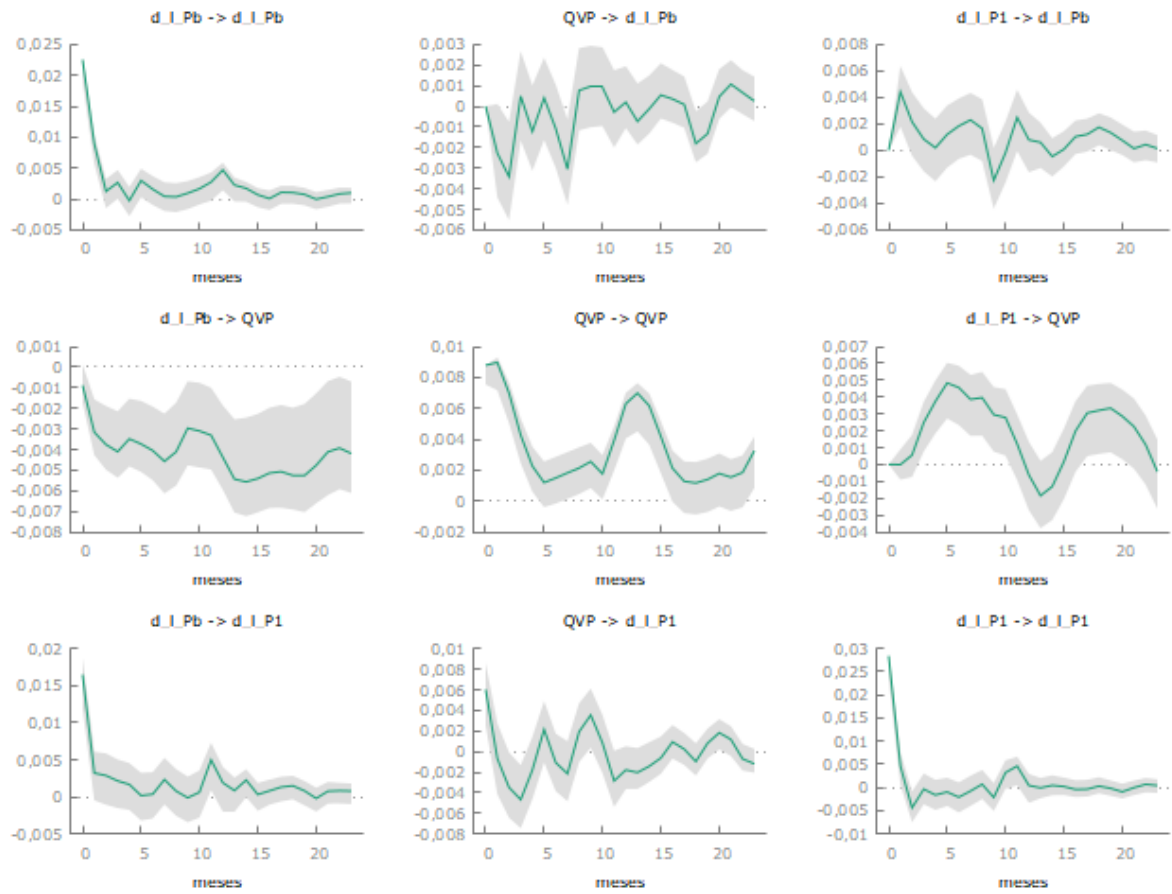 d_l_Pb -> d_l_Pb
0,025
0,02
0,015
0,01
0,005
0
-0,005
0 5 10 15 20
meses
QVP -> d_l_Pb
0,003
0,002
0,001
0
-0,001
-0,002
-0,003
-0,004
-0,005
-0,006
0 5 10 15 20
meses
d_l_P1 -> d_l_Pb
0,008
0,006
0,004
0,002
0
-0,002
-0,004
-0,006
0 5 10 15 20
meses
d_l_Pb -> QVP
0,001
0
-0,001
-0,002
-0,003
-0,004
-0,005
-0,006
-0,007
-0,008
0 5 10 15 20
meses
QVP -> QVP
0,01
0,008
0,006
0,004
0,002
0
-0,002
0 5 10 15 20
meses
d_l_P1 -> QVP
0,007
0,006
0,005
0,004
0,003
0,002
0,001
0
-0,001
-0,002
-0,003
-0,004
0 5 10 15 20
meses
d_l_Pb -> d_l_P1
0,02
0,015
0,01
0,005
0
-0,005
0 5 10 15 20
meses
QVP -> d_l_P1
0,01
0,008
0,006
0,004
0,002
0
-0,002
-0,004
-0,006
-0,008
0 5 10 15 20
meses
d_l_P1 -> d_l_P1
0,03
0,025
0,02
0,015
0,01
0,005
0
-0,005
-0,01
0 5 10 15 20
meses